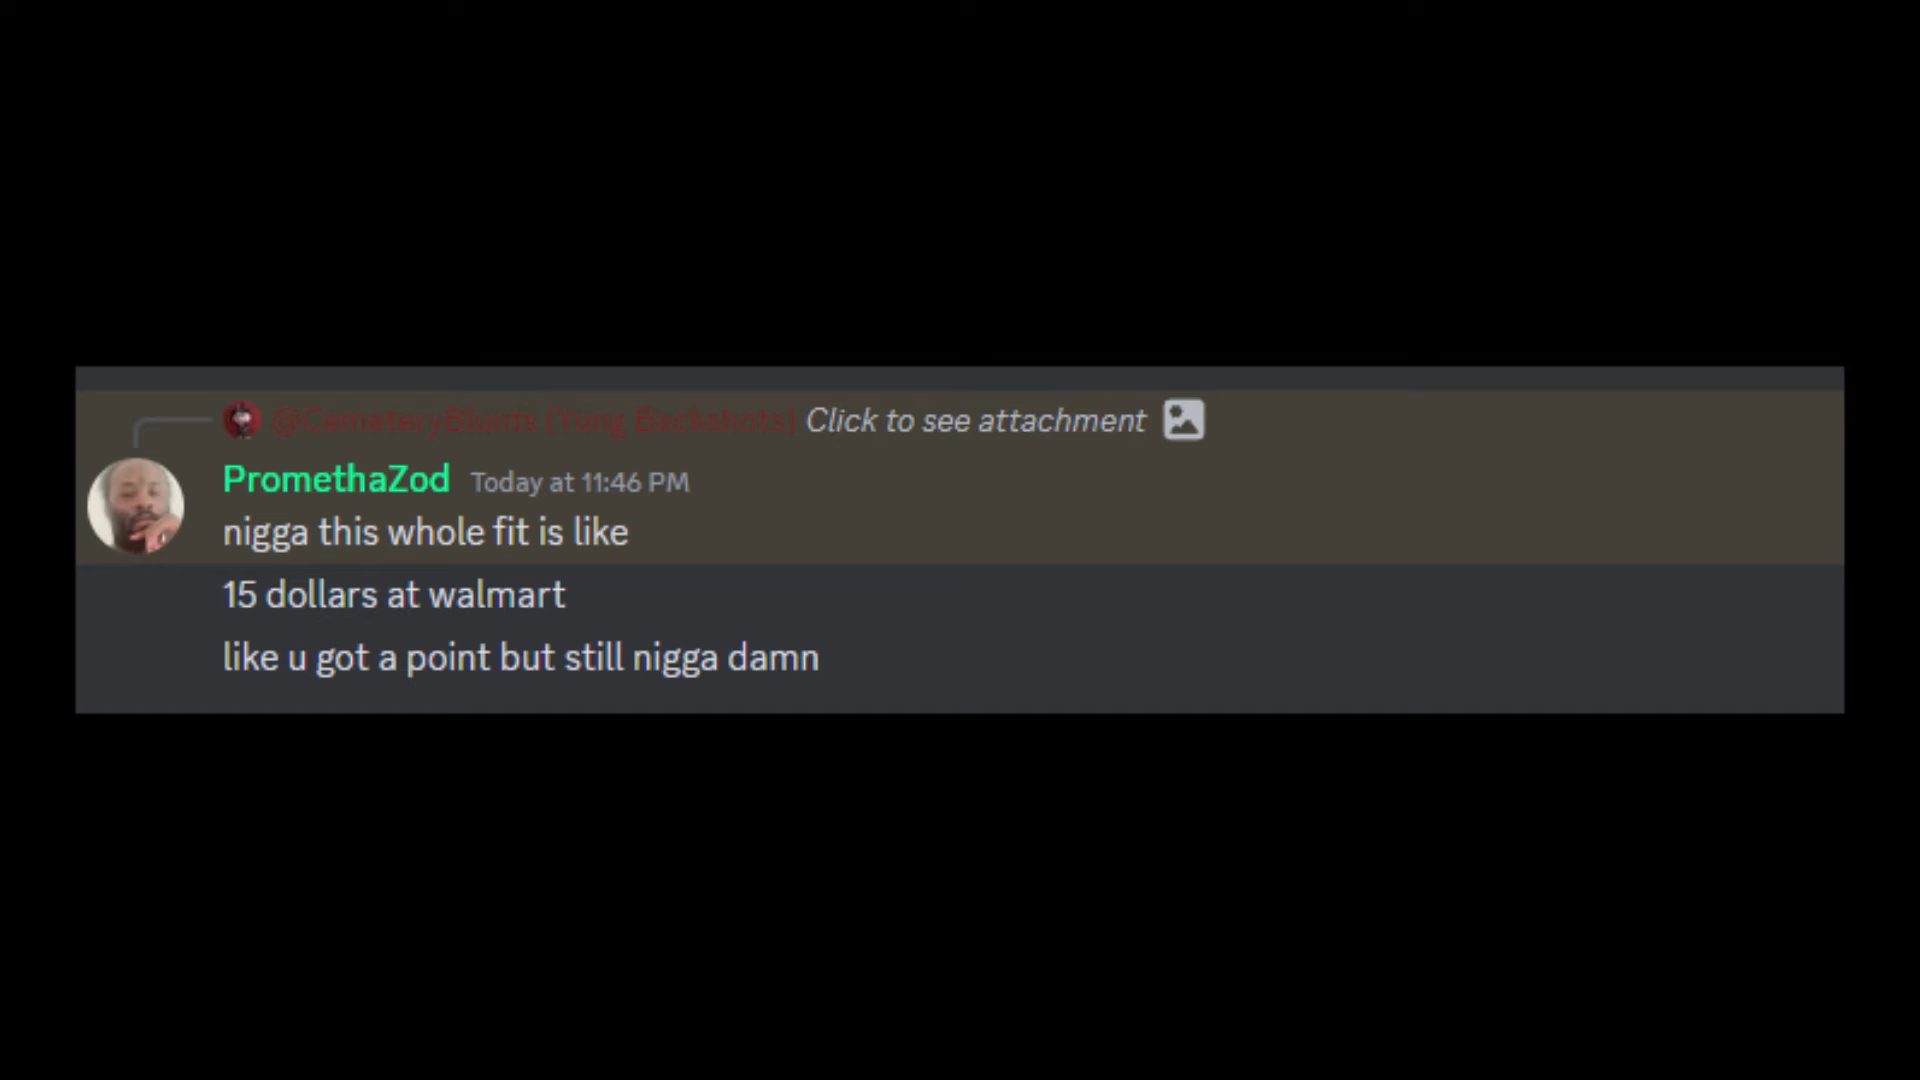 @CemeteryBlunts (Yung Backshots) Click to see attachment
PromethaZod Today at 11:46 PM
nigga this whole fit is like
15 dollars at walmart
like u got a point but still nigga damn